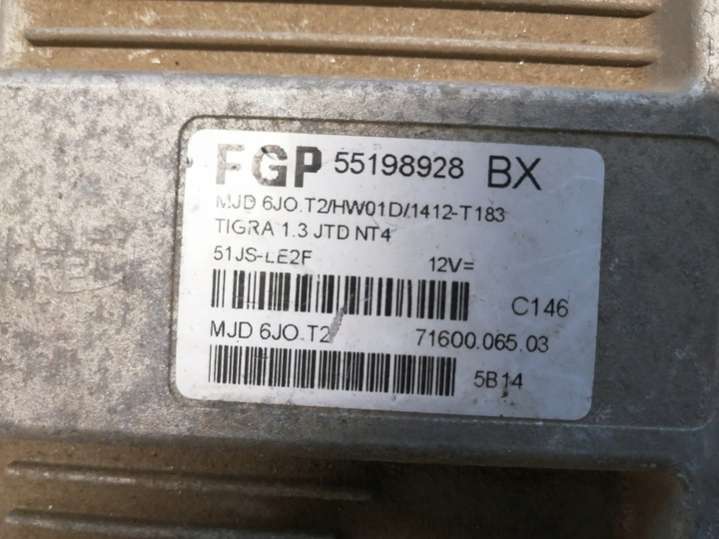 FGP 55198928 BX
MJD 6JO.T2/HW01D/1412-T183
TIGRA 1.3 JTD NT4
51JS-LE2F 12V=
C146
MJD 6JO.T2 71600.065.03
5B14